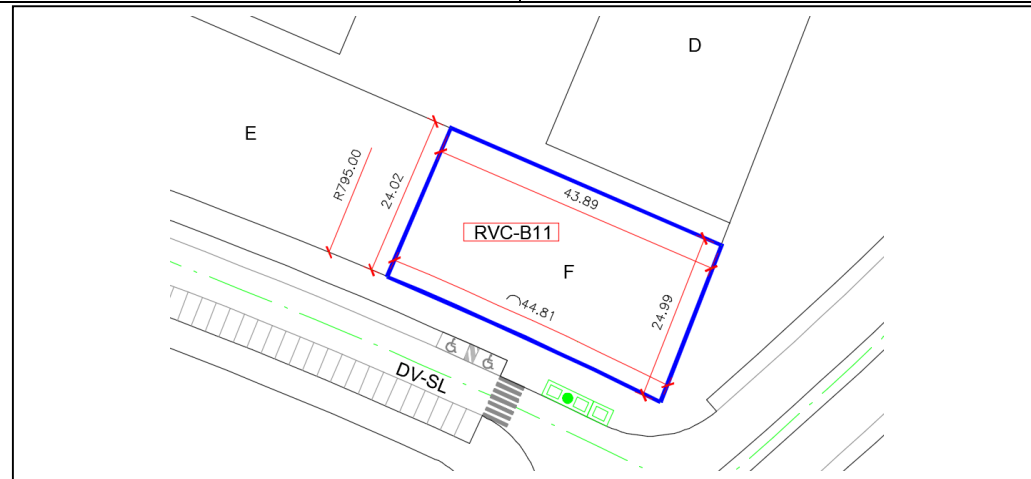 D
E
R795.00
24.02
43.89
RVC-B11
F
44.81
24.99
DV-SL